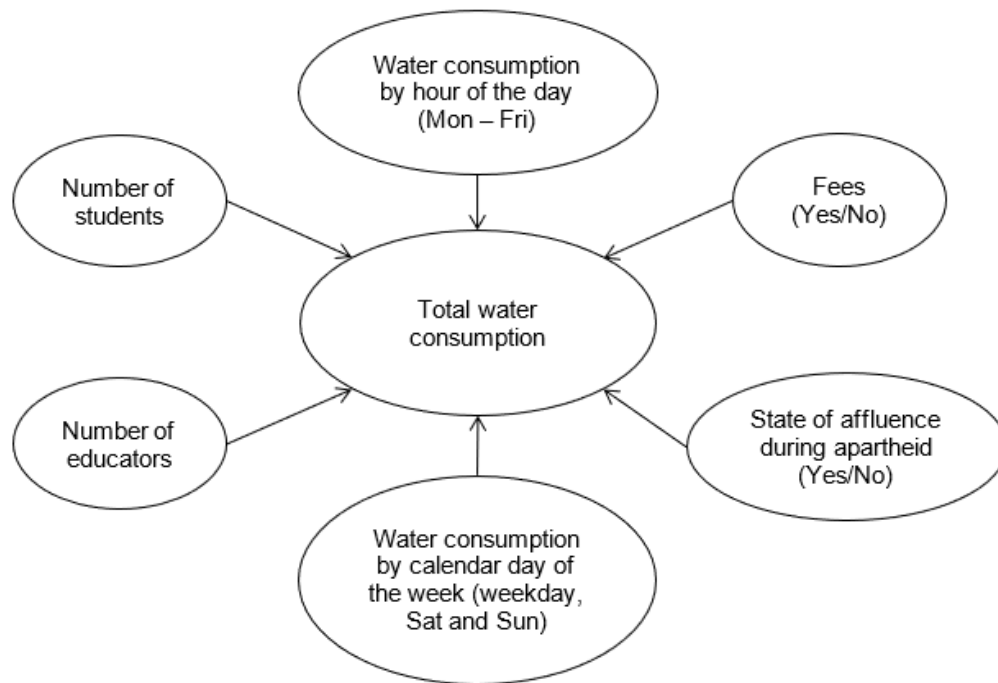 Water consumption
by hour of the day
(Mon – Fri)
Number of
students
Fees
(Yes/No)
Total water
consumption
Number of
educators
State of affluence
during apartheid
(Yes/No)
Water consumption
by calendar day of
the week (weekday,
Sat and Sun)